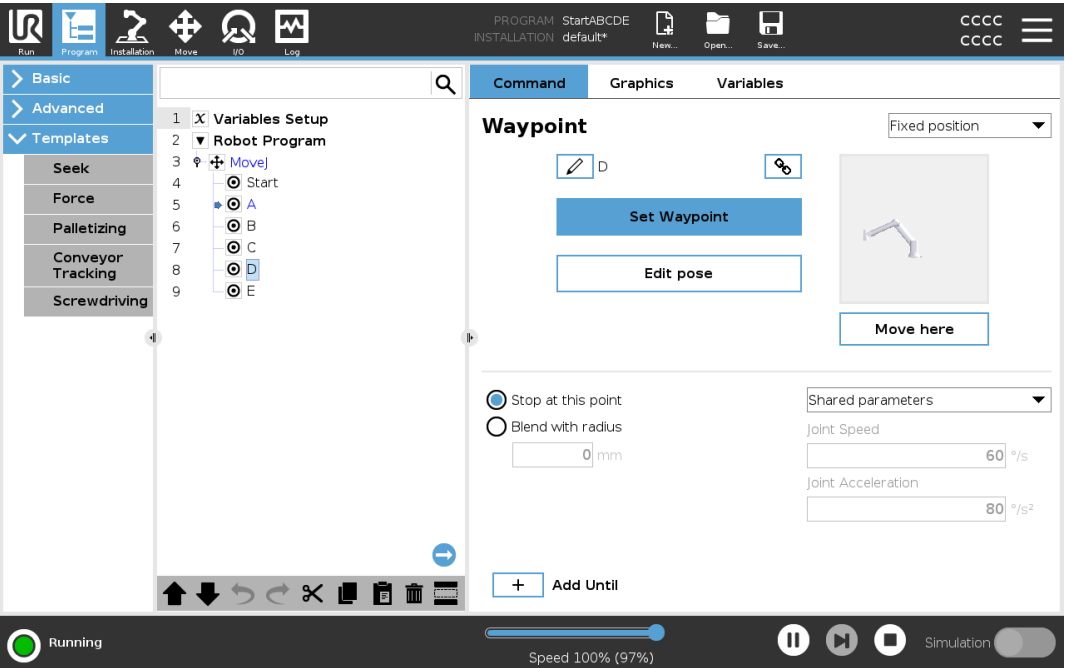 UR
PROGRAM StartABCDE
INSTALLATION default*
CCCC
CCCC
Run Program Installation Move I/O Log New... Open... Save...
Basic
Advanced
Templates
Seek
Force
Palletizing
Conveyor
Tracking
Screwdriving
1 X Variables Setup
2 Robot Program
3 MoveJ
4 Start
5 A
6 B
7 C
8 D
9 E
Command Graphics Variables
Waypoint
Fixed position
D
Set Waypoint
Edit pose
Move here
Stop at this point
Blend with radius
0 mm
Shared parameters
Joint Speed
60 °/s
Joint Acceleration
80 °/s²
+ Add Until
Running
Speed 100% (97%)
Simulation